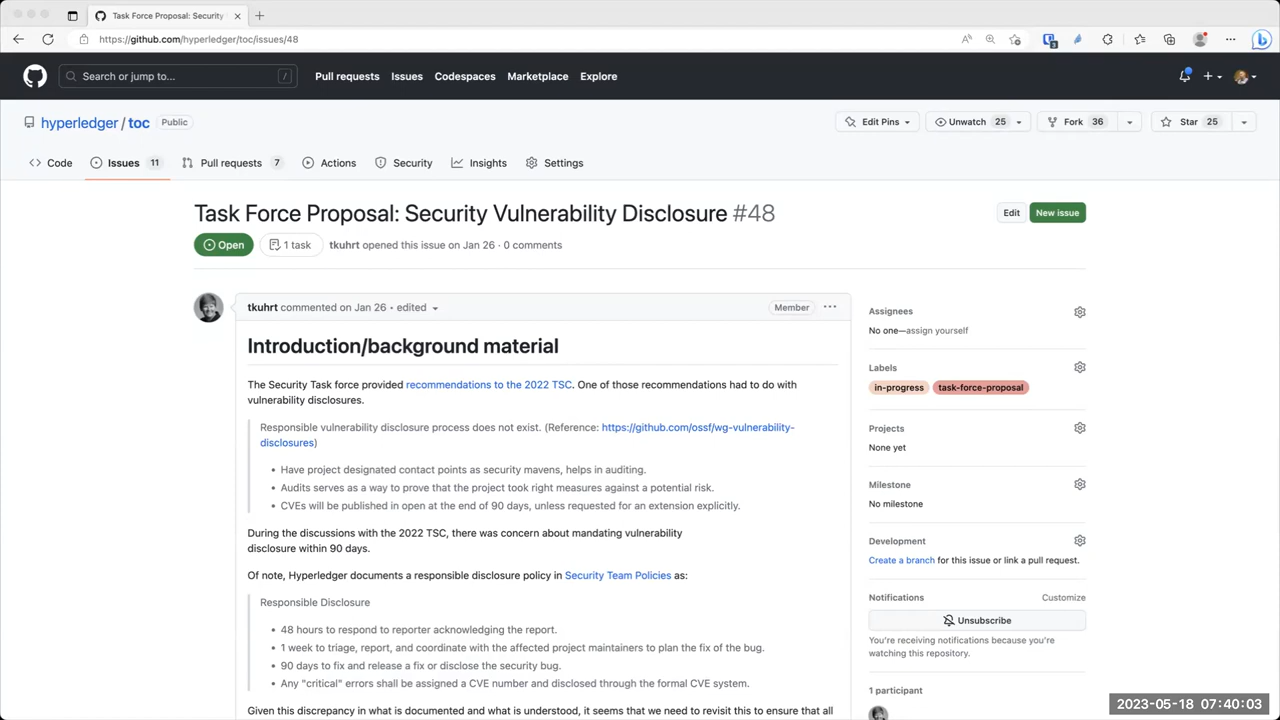 Task Force Proposal: Security
https://github.com/hyperledger/toc/issues/48
Search or jump to...
/
Pull requests
Issues
Codespaces
Marketplace
Explore
hyperledger / toc
Public
Edit Pins
Unwatch 25
Fork 36
Star 25
Code
Issues 11
Pull requests 7
Actions
Security
Insights
Settings
Task Force Proposal: Security Vulnerability Disclosure #48
Edit
New issue
Open
1 task
tkuhrt opened this issue on Jan 26 · 0 comments
tkuhrt commented on Jan 26 • edited
Member
Introduction/background material
The Security Task force provided recommendations to the 2022 TSC. One of those recommendations had to do with
vulnerability disclosures.
Responsible vulnerability disclosure process does not exist. (Reference: https://github.com/ossf/wg-vulnerability-
disclosures)
• Have project designated contact points as security mavens, helps in auditing.
• Audits serves as a way to prove that the project took right measures against a potential risk.
• CVEs will be published in open at the end of 90 days, unless requested for an extension explicitly.
During the discussions with the 2022 TSC, there was concern about mandating vulnerability
disclosure within 90 days.
Of note, Hyperledger documents a responsible disclosure policy in Security Team Policies as:
Responsible Disclosure
• 48 hours to respond to reporter acknowledging the report.
• 1 week to triage, report, and coordinate with the affected project maintainers to plan the fix of the bug.
• 90 days to fix and release a fix or disclose the security bug.
• Any "critical" errors shall be assigned a CVE number and disclosed through the formal CVE system.
Given this discrepancy in what is documented and what is understood, it seems that we need to revisit this to ensure that all
Assignees
No one—assign yourself
Labels
in-progress
task-force-proposal
Projects
None yet
Milestone
No milestone
Development
Create a branch for this issue or link a pull request.
Notifications
Customize
Unsubscribe
You're receiving notifications because you're
watching this repository.
1 participant
2023-05-18 07:40:03